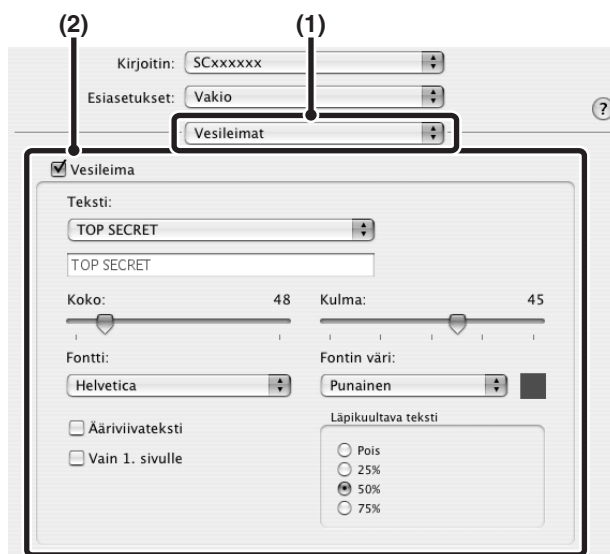 (2) (1)
Kirjoitin: SCxxxxxx
Esiasetukset: Vakio
?
Vesileimat
Vesileima
Teksti:
TOP SECRET
TOP SECRET
Koko: 48 Kulma: 45
Fontti: Fontin väri:
Helvetica Punainen
Ääriviivateksti Läpikuultava teksti
Vain 1. sivulle Pois
25%
50%
75%